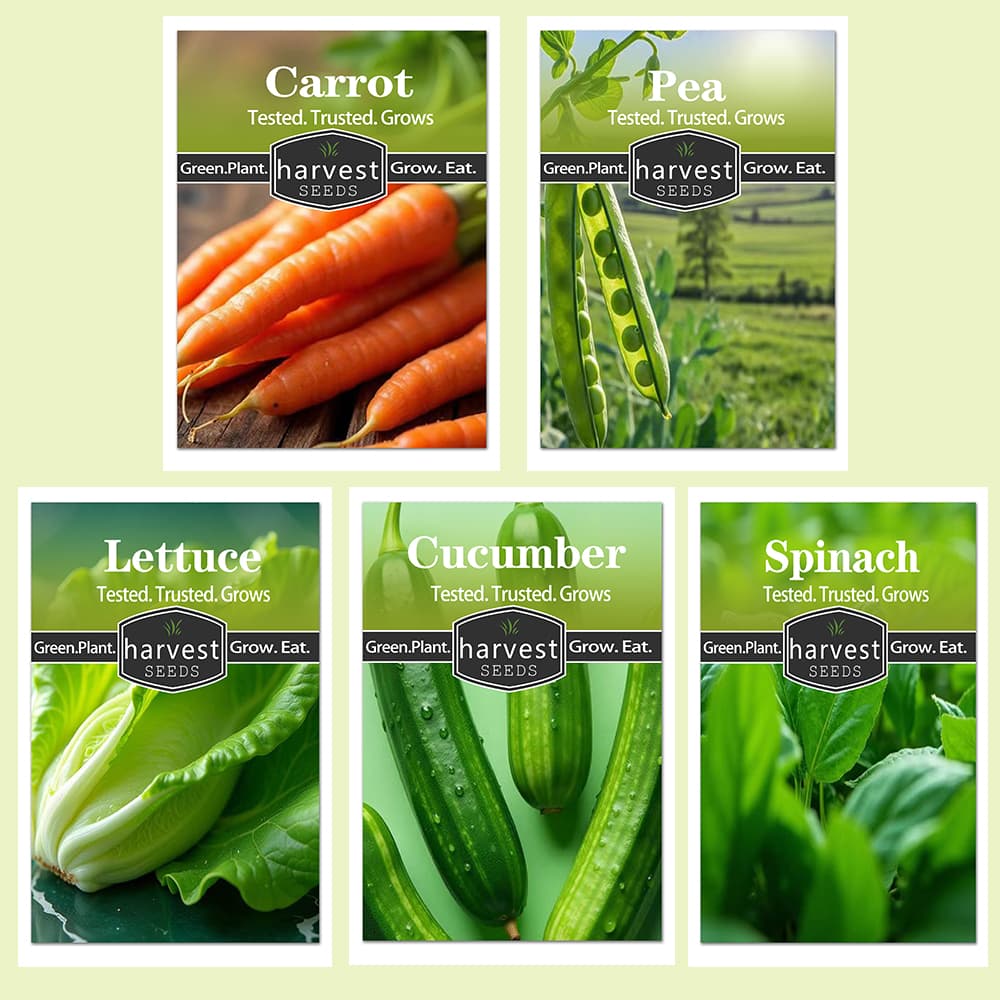 Carrot
Tested. Trusted. Grows
Green.Plant. harvest Grow. Eat.
SEEDS
Pea
Tested. Trusted. Grows
Green.Plant. harvest Grow. Eat.
SEEDS
Lettuce
Tested. Trusted. Grows
Green.Plant. harvest Grow. Eat.
SEEDS
Cucumber
Tested. Trusted. Grows
Green.Plant. harvest Grow. Eat.
SEEDS
Spinach
Tested. Trusted. Grows
Green.Plant. harvest Grow. Eat.
SEEDS